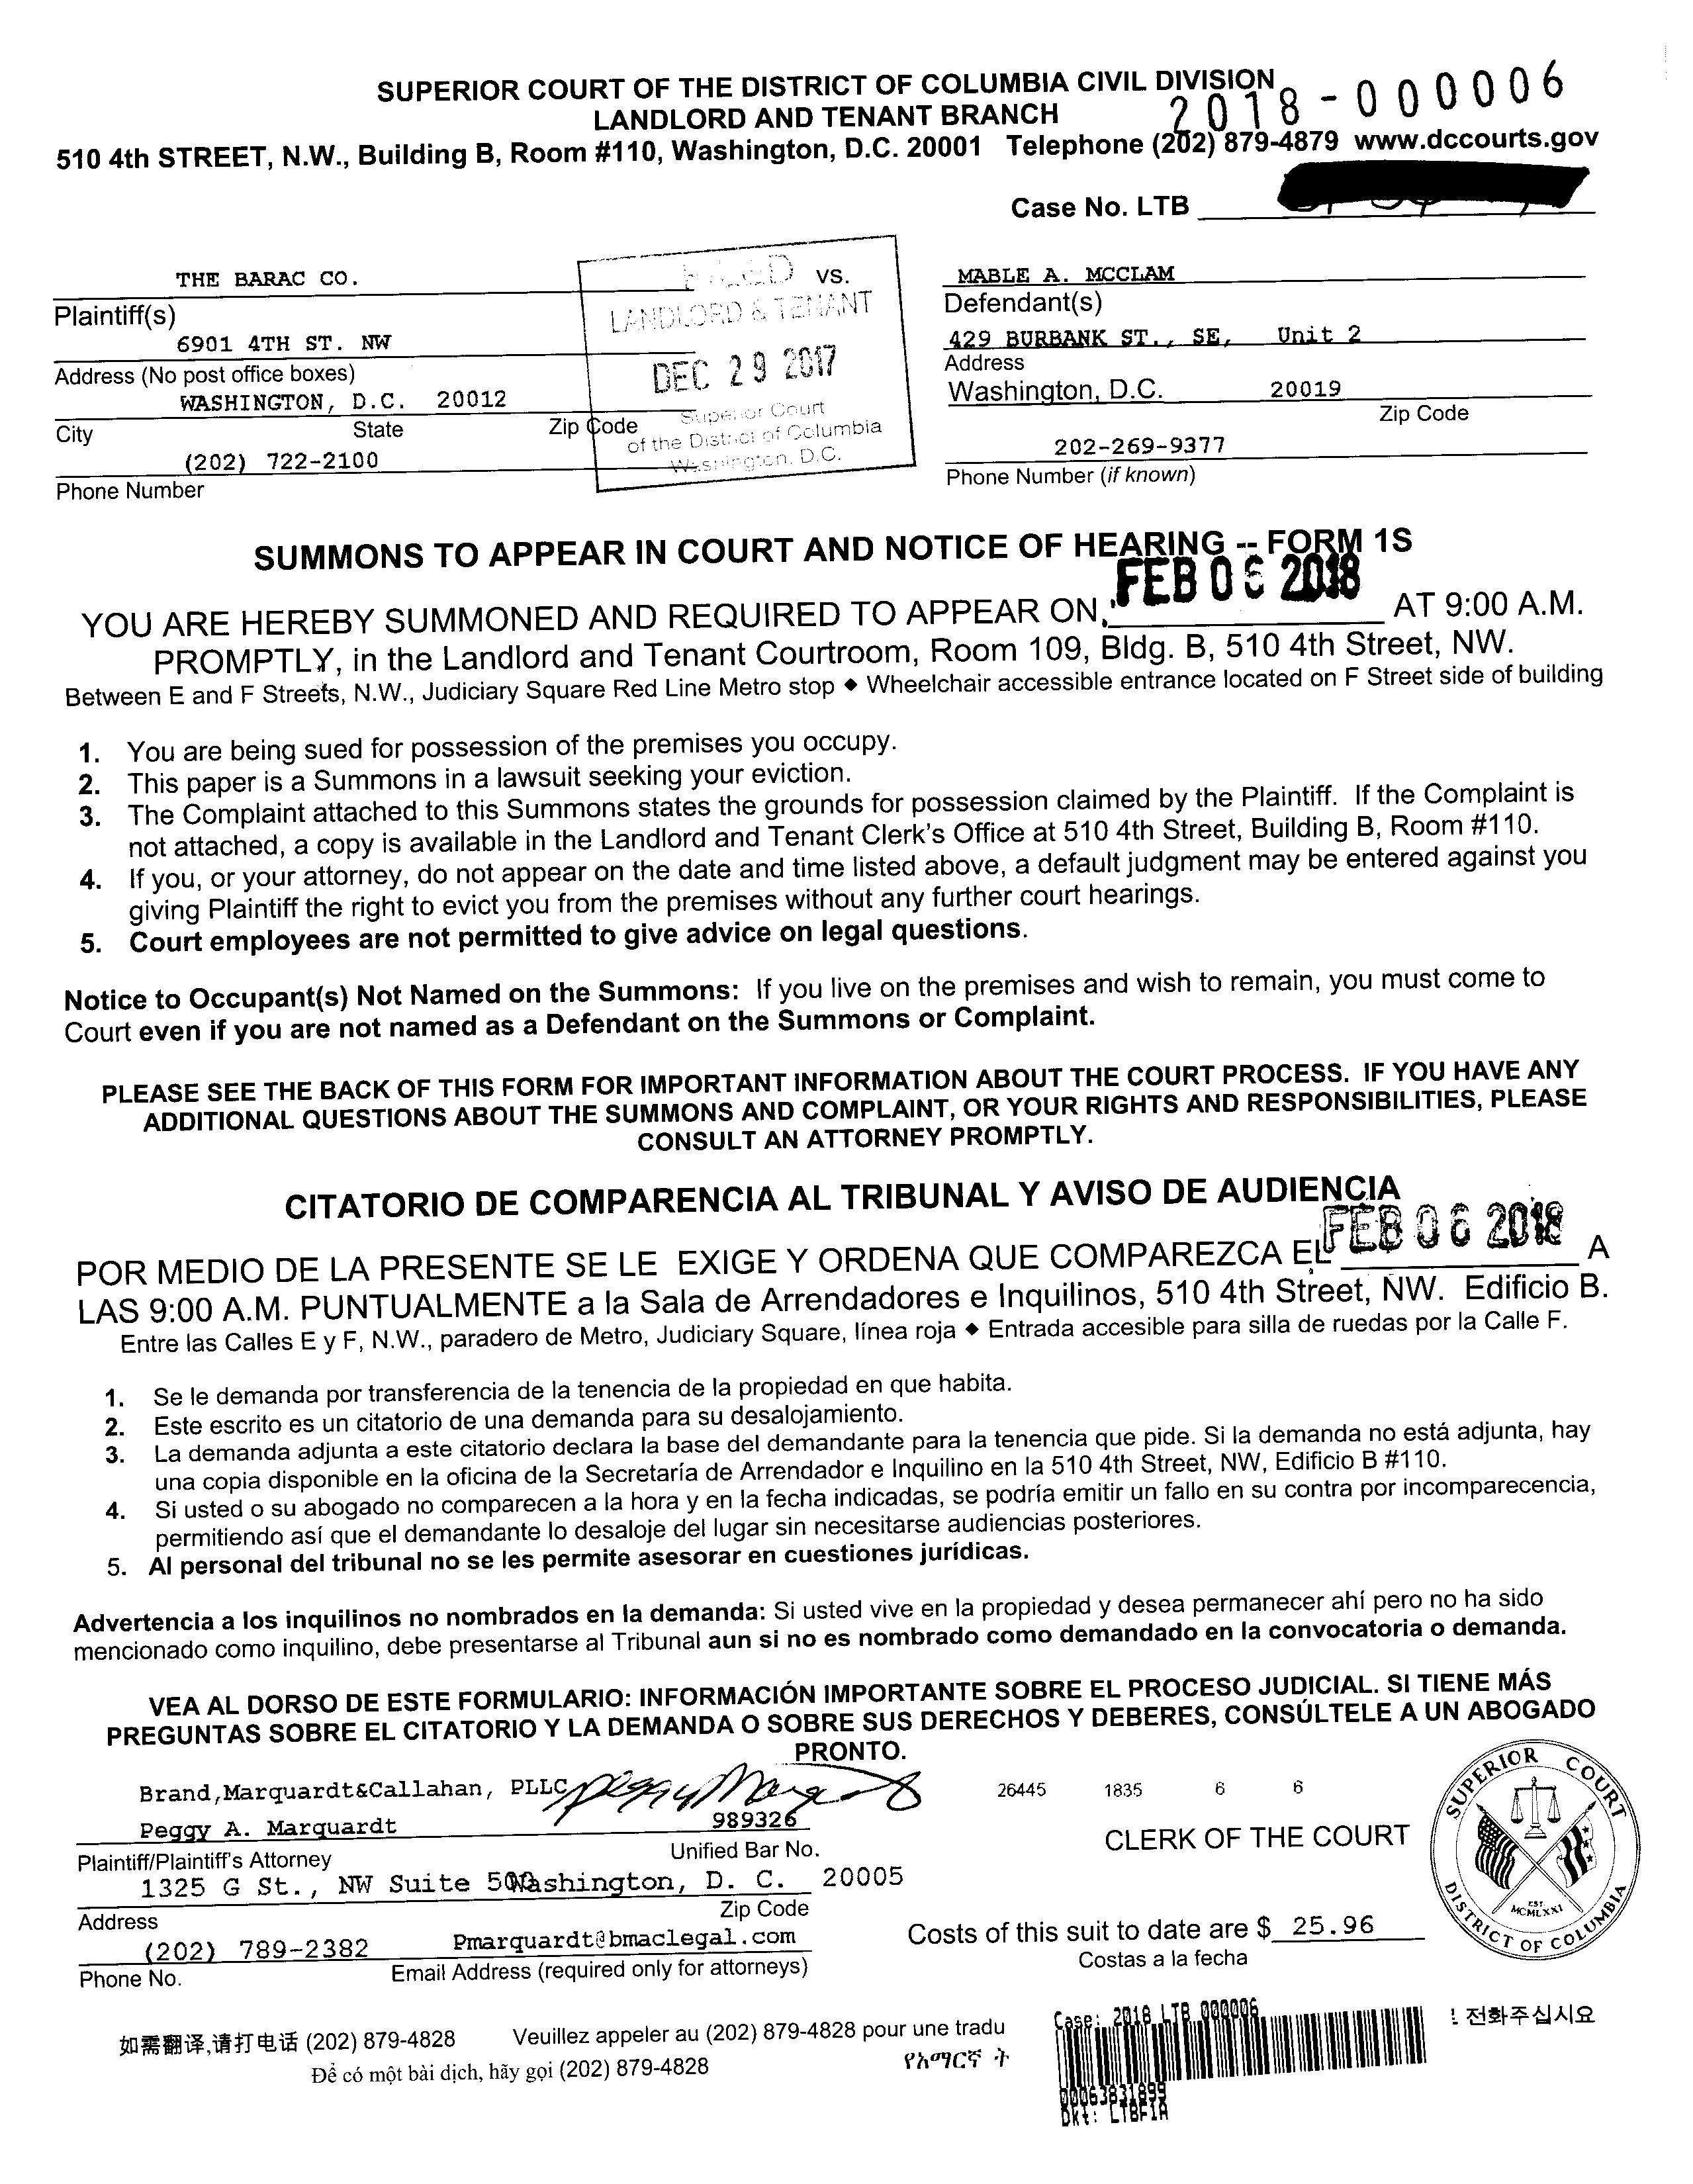 SUPERIOR COURT OF THE DISTRICT OF COLUMBIA CIVIL DIVISION
LANDLORD AND TENANT BRANCH
2018-000006
510 4th STREET, N.W., Building B, Room #110, Washington, D.C. 20001 Telephone (202) 879-4879 www.dccourts.gov
Case No. LTB
THE BARAC CO.
VS.
MABLE A. MCCLAM
Plaintiff(s)
Defendant(s)
6901 4TH ST. NW
429 BURBANK ST., SE, Unit 2
Address (No post office boxes)
Address
WASHINGTON, D.C. 20012
Washington, D.C. 20019
City State Zip Code
Zip Code
(202) 722-2100
202-269-9377
Phone Number
Phone Number (if known)
FILED
LANDLORD & TENANT
DEC 29 2017
Superior Court
of the District of Columbia
Washington, D.C.
SUMMONS TO APPEAR IN COURT AND NOTICE OF HEARING -- FORM 1S
YOU ARE HEREBY SUMMONED AND REQUIRED TO APPEAR ON, FEB 06 2018 AT 9:00 A.M.
PROMPTLY, in the Landlord and Tenant Courtroom, Room 109, Bldg. B, 510 4th Street, NW.
Between E and F Streets, N.W., Judiciary Square Red Line Metro stop ♦ Wheelchair accessible entrance located on F Street side of building
1. You are being sued for possession of the premises you occupy.
2. This paper is a Summons in a lawsuit seeking your eviction.
3. The Complaint attached to this Summons states the grounds for possession claimed by the Plaintiff. If the Complaint is
not attached, a copy is available in the Landlord and Tenant Clerk's Office at 510 4th Street, Building B, Room #110.
4. If you, or your attorney, do not appear on the date and time listed above, a default judgment may be entered against you
giving Plaintiff the right to evict you from the premises without any further court hearings.
5. Court employees are not permitted to give advice on legal questions.
Notice to Occupant(s) Not Named on the Summons: If you live on the premises and wish to remain, you must come to
Court even if you are not named as a Defendant on the Summons or Complaint.
PLEASE SEE THE BACK OF THIS FORM FOR IMPORTANT INFORMATION ABOUT THE COURT PROCESS. IF YOU HAVE ANY
ADDITIONAL QUESTIONS ABOUT THE SUMMONS AND COMPLAINT, OR YOUR RIGHTS AND RESPONSIBILITIES, PLEASE
CONSULT AN ATTORNEY PROMPTLY.
CITATORIO DE COMPARENCIA AL TRIBUNAL Y AVISO DE AUDIENCIA
POR MEDIO DE LA PRESENTE SE LE EXIGE Y ORDENA QUE COMPAREZCA EL FEB 06 2018 A
LAS 9:00 A.M. PUNTUALMENTE a la Sala de Arrendadores e Inquilinos, 510 4th Street, NW. Edificio B.
Entre las Calles E y F, N.W., paradero de Metro, Judiciary Square, línea roja ♦ Entrada accesible para silla de ruedas por la Calle F.
1. Se le demanda por transferencia de la tenencia de la propiedad en que habita.
2. Este escrito es un citatorio de una demanda para su desalojamiento.
3. La demanda adjunta a este citatorio declara la base del demandante para la tenencia que pide. Si la demanda no está adjunta, hay
una copia disponible en la oficina de la Secretaría de Arrendador e Inquilino en la 510 4th Street, NW, Edificio B #110.
4. Si usted o su abogado no comparecen a la hora y en la fecha indicadas, se podría emitir un fallo en su contra por incomparecencia,
permitiendo así que el demandante lo desaloje del lugar sin necesitarse audiencias posteriores.
5. Al personal del tribunal no se les permite asesorar en cuestiones jurídicas.
Advertencia a los inquilinos no nombrados en la demanda: Si usted vive en la propiedad y desea permanecer ahí pero no ha sido
mencionado como inquilino, debe presentarse al Tribunal aun si no es nombrado como demandado en la convocatoria o demanda.
VEA AL DORSO DE ESTE FORMULARIO: INFORMACIÓN IMPORTANTE SOBRE EL PROCESO JUDICIAL. SI TIENE MÁS
PREGUNTAS SOBRE EL CITATORIO Y LA DEMANDA O SOBRE SUS DERECHOS Y DEBERES, CONSÚLTELE A UN ABOGADO
PRONTO.
Brand,Marquardt&Callahan, PLLC
26445 1835 6 6
Peggy A. Marquardt 989326
Plaintiff/Plaintiff's Attorney Unified Bar No.
CLERK OF THE COURT
1325 G St., NW Suite 500 Washington, D. C. 20005
Address Zip Code
(202) 789-2382 Pmarquardt@bmaclegal.com
Phone No. Email Address (required only for attorneys)
Costs of this suit to date are $ 25.96
Costas a la fecha
SUPERIOR COURT
DISTRICT OF COLUMBIA
EST
MCMLXXI
如需翻译,请打电话 (202) 879-4828 Veuillez appeler au (202) 879-4828 pour une tradu
! 전화주십시요
Để có một bài dịch, hãy gọi (202) 879-4828 የአማርኛ ት
Case: 2018 LTB 000006
00063831899
Dkt: LTBF1A